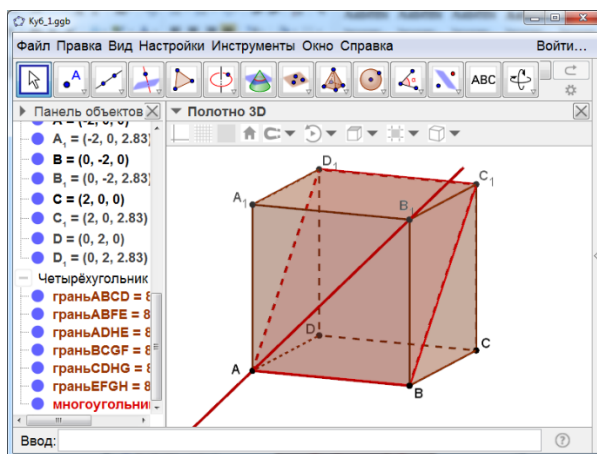 Ку6_1.ggb
Файл Правка Вид Настройки Инструменты Окно Справка Войти...
ABC
Панель объектов
Полотно 3D
A₁ = (-2, 0, 2.83)
B = (0, -2, 0)
B₁ = (0, -2, 2.83)
C = (2, 0, 0)
C₁ = (2, 0, 2.83)
D = (0, 2, 0)
D₁ = (0, 2, 2.83)
Четырёхугольник
граньABCD = 8
граньABFE = 8
граньADHE = 8
граньBCGF = 8
граньCDHG = 8
граньEFGH = 8
многоугольни
D₁
C₁
A₁
B₁
D
C
A
B
Ввод: